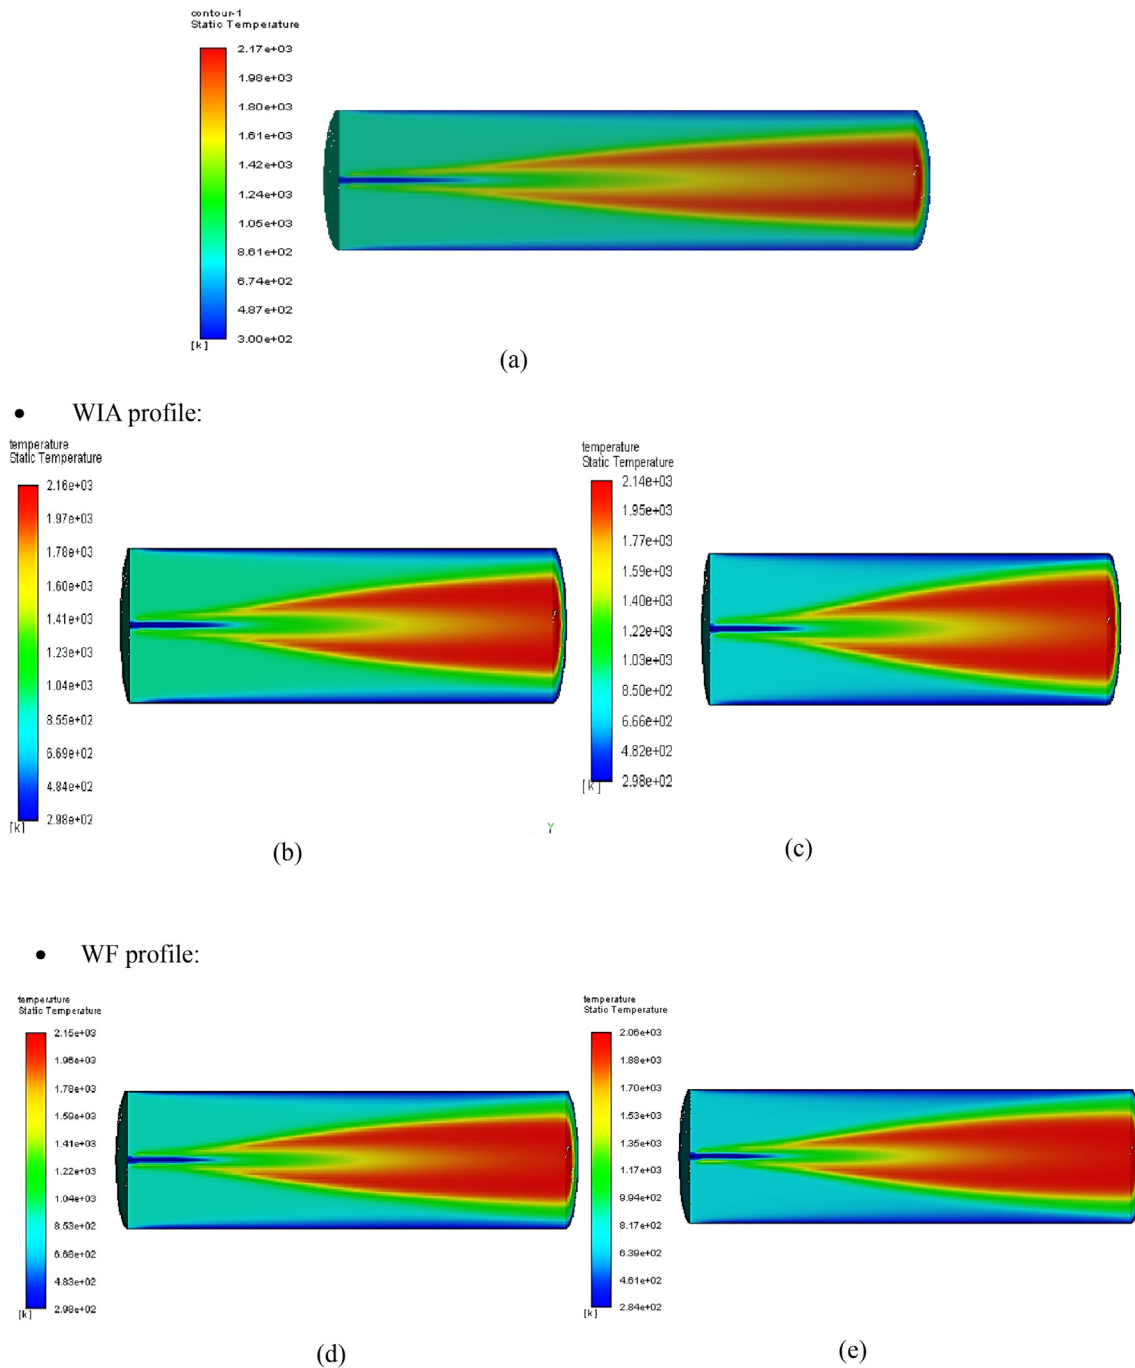 contour-1
Static Temperature
2.17e+03
1.98e+03
1.80e+03
1.61e+03
1.42e+03
1.24e+03
1.05e+03
8.61e+02
6.74e+02
4.87e+02
3.00e+02
[k]
(a)
• WIA profile:
temperature
Static Temperature
2.16e+03
1.97e+03
1.78e+03
1.60e+03
1.41e+03
1.23e+03
1.04e+03
8.55e+02
6.69e+02
4.84e+02
2.98e+02
[k]
(b)
temperature
Static Temperature
2.14e+03
1.95e+03
1.77e+03
1.59e+03
1.40e+03
1.22e+03
1.03e+03
8.50e+02
6.66e+02
4.82e+02
2.98e+02
[k]
Y
(c)
• WF profile:
temperature
Static Temperature
2.15e+03
1.96e+03
1.78e+03
1.59e+03
1.41e+03
1.22e+03
1.04e+03
8.53e+02
6.68e+02
4.83e+02
2.98e+02
[k]
(d)
temperature
Static Temperature
2.06e+03
1.88e+03
1.70e+03
1.53e+03
1.35e+03
1.17e+03
9.94e+02
8.17e+02
6.39e+02
4.61e+02
2.84e+02
[k]
(e)